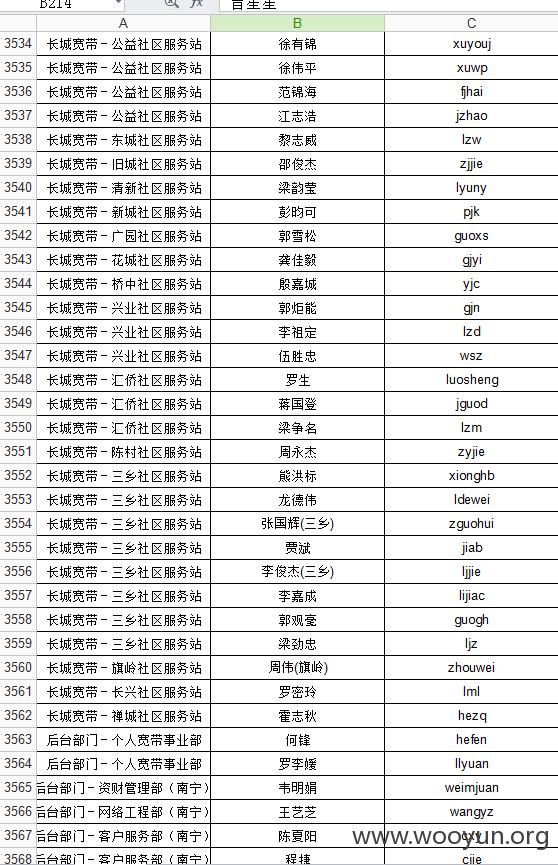 B214 fx 首星星
A B C
3534 长城宽带－公益社区服务站 徐有锦 xuyouj
3535 长城宽带－公益社区服务站 徐伟平 xuwp
3536 长城宽带－公益社区服务站 范锦海 fjhai
3537 长城宽带－公益社区服务站 江志浩 jzhao
3538 长城宽带－东城社区服务站 黎志威 lzw
3539 长城宽带－旧城社区服务站 邵俊杰 zjjie
3540 长城宽带－清新社区服务站 梁韵莹 lyuny
3541 长城宽带－新城社区服务站 彭昀可 pjk
3542 长城宽带－广园社区服务站 郭雪松 guoxs
3543 长城宽带－花城社区服务站 龚佳毅 gjyi
3544 长城宽带－桥中社区服务站 殷嘉城 yjc
3545 长城宽带－兴业社区服务站 郭炬能 gjn
3546 长城宽带－兴业社区服务站 李祖定 lzd
3547 长城宽带－兴业社区服务站 伍胜忠 wsz
3548 长城宽带－汇侨社区服务站 罗生 luosheng
3549 长城宽带－汇侨社区服务站 蒋国登 jguod
3550 长城宽带－汇侨社区服务站 梁争名 lzm
3551 长城宽带－陈村社区服务站 周永杰 zyjie
3552 长城宽带－三乡社区服务站 熊洪标 xionghb
3553 长城宽带－三乡社区服务站 龙德伟 ldewei
3554 长城宽带－三乡社区服务站 张国辉(三乡) zguohui
3555 长城宽带－三乡社区服务站 贾斌 jiab
3556 长城宽带－三乡社区服务站 李俊杰(三乡) ljjie
3557 长城宽带－三乡社区服务站 李嘉成 lijiac
3558 长城宽带－三乡社区服务站 郭观毫 guogh
3559 长城宽带－三乡社区服务站 梁劲忠 ljz
3560 长城宽带－旗岭社区服务站 周伟(旗岭) zhouwei
3561 长城宽带－长兴社区服务站 罗密玲 lml
3562 长城宽带－禅城社区服务站 霍志秋 hezq
3563 后台部门－个人宽带事业部 何锋 hefen
3564 后台部门－个人宽带事业部 罗李媛 llyuan
3565 后台部门－资财管理部（南宁） 韦明娟 weimjuan
3566 后台部门－网络工程部（南宁） 王艺芝 wangyz
3567 后台部门－客户服务部（南宁） 陈夏阳 cxy
3568 后台部门－客户服务部（南宁） 程捷 cjie
www.wooyun.org